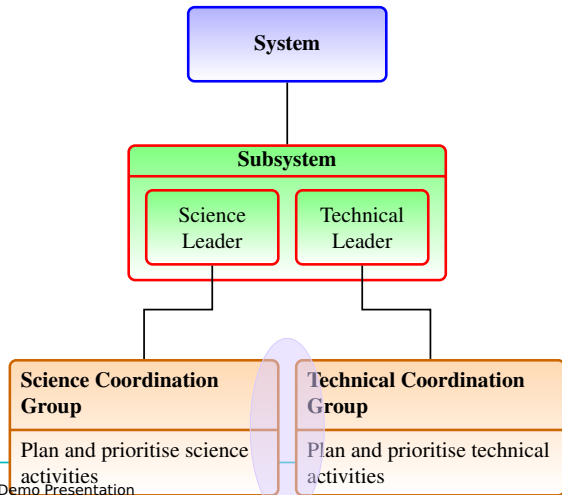 System
Subsystem
Science
Leader
Technical
Leader
Science Coordination
Group
Plan and prioritise science
activities
Technical Coordination
Group
Plan and prioritise technical
activities
Demo Presentation